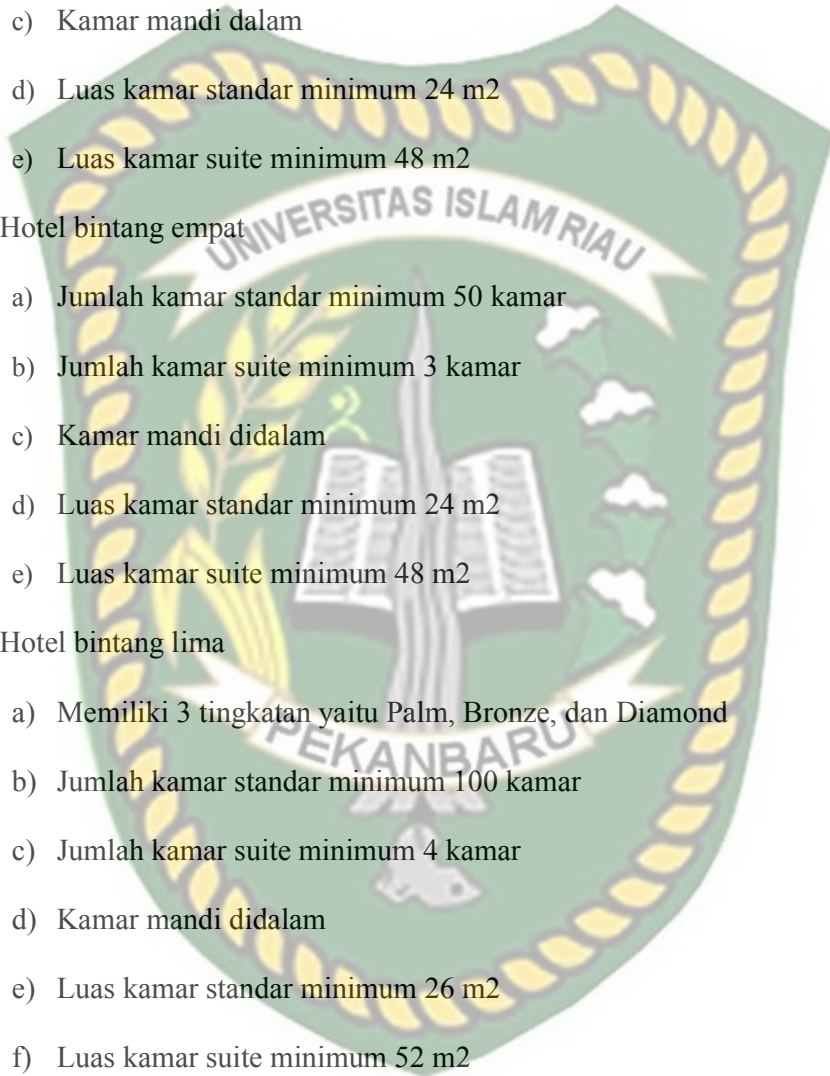 c) Kamar mandi dalam
d) Luas kamar standar minimum 24 m2
e) Luas kamar suite minimum 48 m2
UNIVERSITAS ISLAM RIAU
Hotel bintang empat
a) Jumlah kamar standar minimum 50 kamar
b) Jumlah kamar suite minimum 3 kamar
c) Kamar mandi didalam
d) Luas kamar standar minimum 24 m2
e) Luas kamar suite minimum 48 m2
Hotel bintang lima
a) Memiliki 3 tingkatan yaitu Palm, Bronze, dan Diamond
PEKANBARU
b) Jumlah kamar standar minimum 100 kamar
c) Jumlah kamar suite minimum 4 kamar
d) Kamar mandi didalam
e) Luas kamar standar minimum 26 m2
f) Luas kamar suite minimum 52 m2